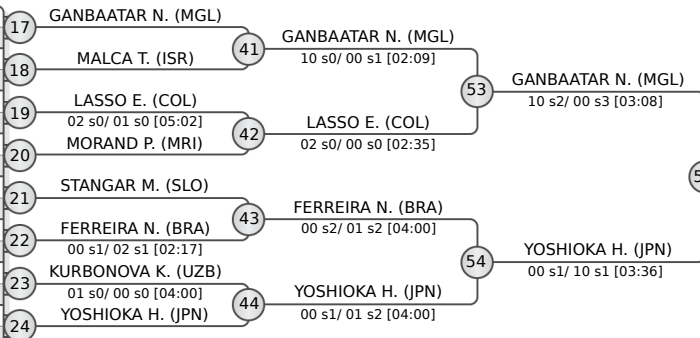 17
GANBAATAR N. (MGL)
18
MALCA T. (ISR)
41
GANBAATAR N. (MGL)
10 s0/ 00 s1 [02:09]
19
LASSO E. (COL)
02 s0/ 01 s0 [05:02]
20
MORAND P. (MRI)
42
LASSO E. (COL)
02 s0/ 00 s0 [02:35]
53
GANBAATAR N. (MGL)
10 s2/ 00 s3 [03:08]
21
STANGAR M. (SLO)
22
FERREIRA N. (BRA)
00 s1/ 02 s1 [02:17]
43
FERREIRA N. (BRA)
00 s2/ 01 s2 [04:00]
23
KURBONOVA K. (UZB)
01 s0/ 00 s0 [04:00]
24
YOSHIOKA H. (JPN)
44
YOSHIOKA H. (JPN)
00 s1/ 01 s2 [04:00]
54
YOSHIOKA H. (JPN)
00 s1/ 10 s1 [03:36]